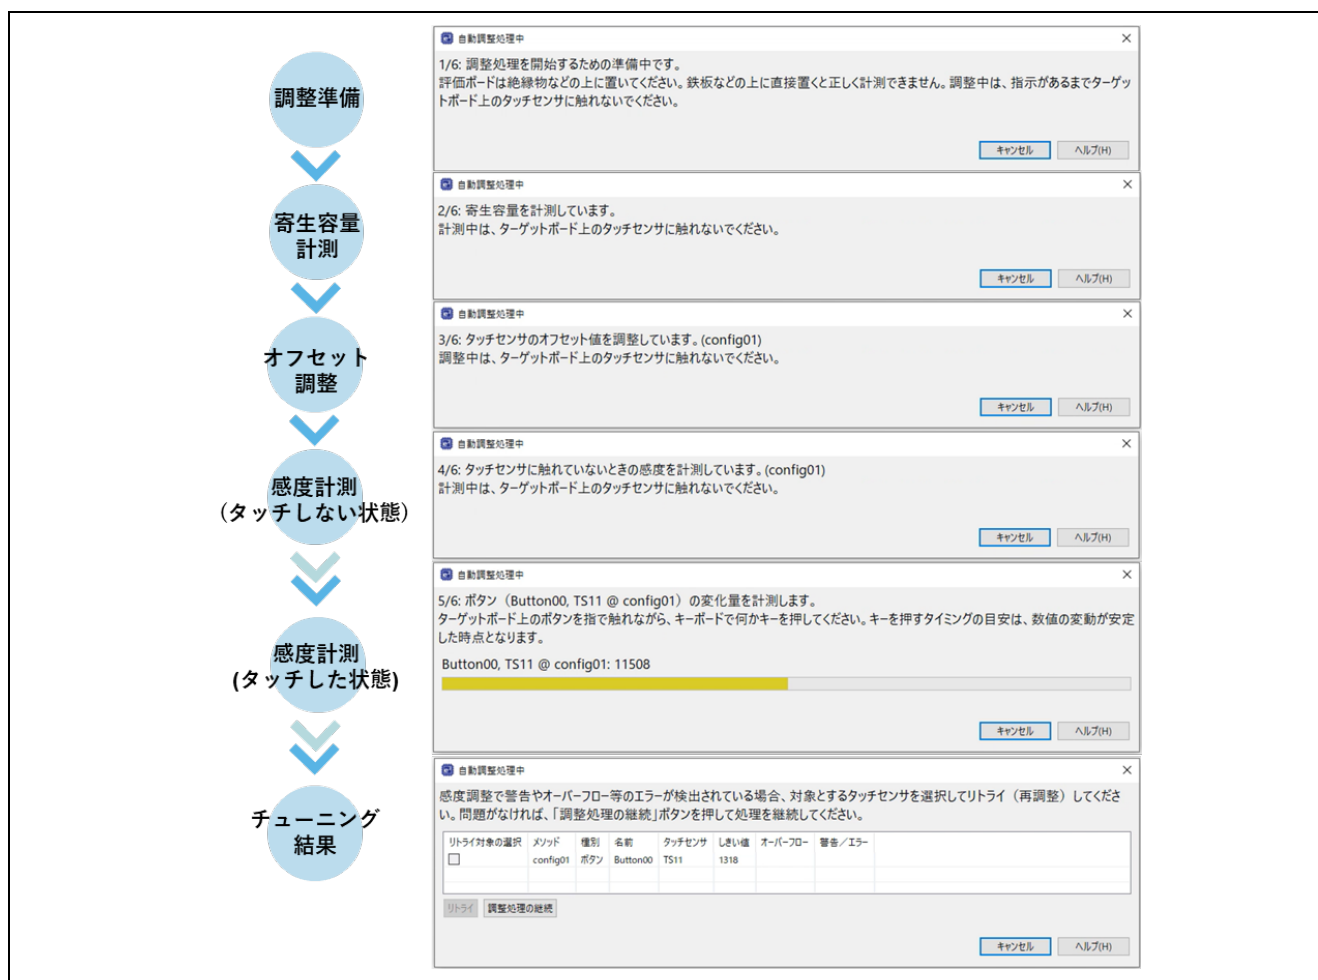 調整準備
自動調整処理中
1/6: 調整処理を開始するための準備中です。
評価ボードは絶縁物などの上に置いてください。鉄板などの上に直接置くと正しく計測できません。調整中は、指示があるまでターゲッ
トボード上のタッチセンサに触れないでください。
キャンセル
ヘルプ(H)
寄生容量
計測
自動調整処理中
2/6: 寄生容量を計測しています。
計測中は、ターゲットボード上のタッチセンサに触れないでください。
キャンセル
ヘルプ(H)
オフセット
調整
自動調整処理中
3/6: タッチセンサのオフセット値を調整しています。(config01)
調整中は、ターゲットボード上のタッチセンサに触れないでください。
キャンセル
ヘルプ(H)
感度計測
（タッチしない状態）
自動調整処理中
4/6: タッチセンサに触れていないときの感度を計測しています。(config01)
計測中は、ターゲットボード上のタッチセンサに触れないでください。
キャンセル
ヘルプ(H)
感度計測
(タッチした状態)
自動調整処理中
5/6: ボタン（Button00, TS11 @ config01）の変化量を計測します。
ターゲットボード上のボタンを指で触れながら、キーボードで何かキーを押してください。キーを押すタイミングの目安は、数値の変動が安定
した時点となります。
Button00, TS11 @ config01: 11508
キャンセル
ヘルプ(H)
チューニング
結果
自動調整処理中
感度調整で警告やオーバーフロー等のエラーが検出されている場合、対象とするタッチセンサを選択してリトライ（再調整）してくださ
い。問題がなければ、「調整処理の継続」ボタンを押して処理を継続してください。
リトライ対象の選択 メソッド 種別 名前 タッチセンサ しきい値 オーバーフロー 警告／エラー
config01 ボタン Button00 TS11 1318
リトライ 調整処理の継続
キャンセル
ヘルプ(H)